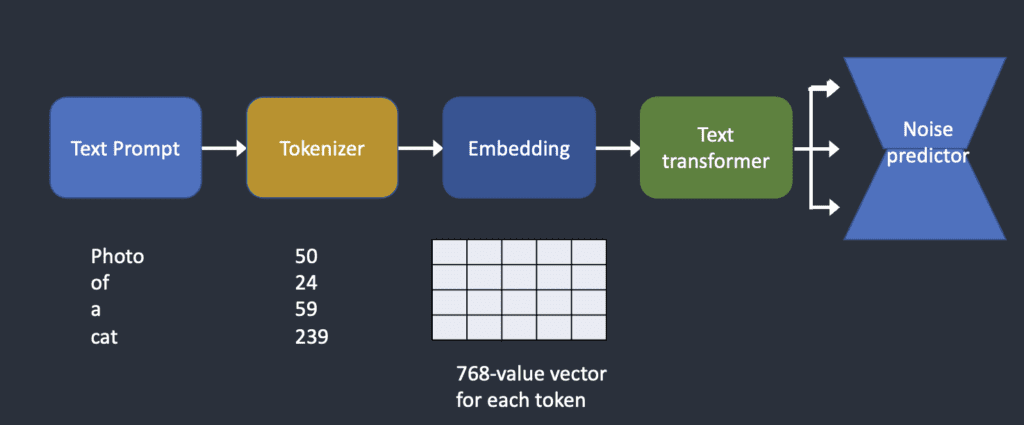 Text Prompt
Tokenizer
Embedding
Text
transformer
Noise
predictor
Photo
of
a
cat
50
24
59
239
768-value vector
for each token